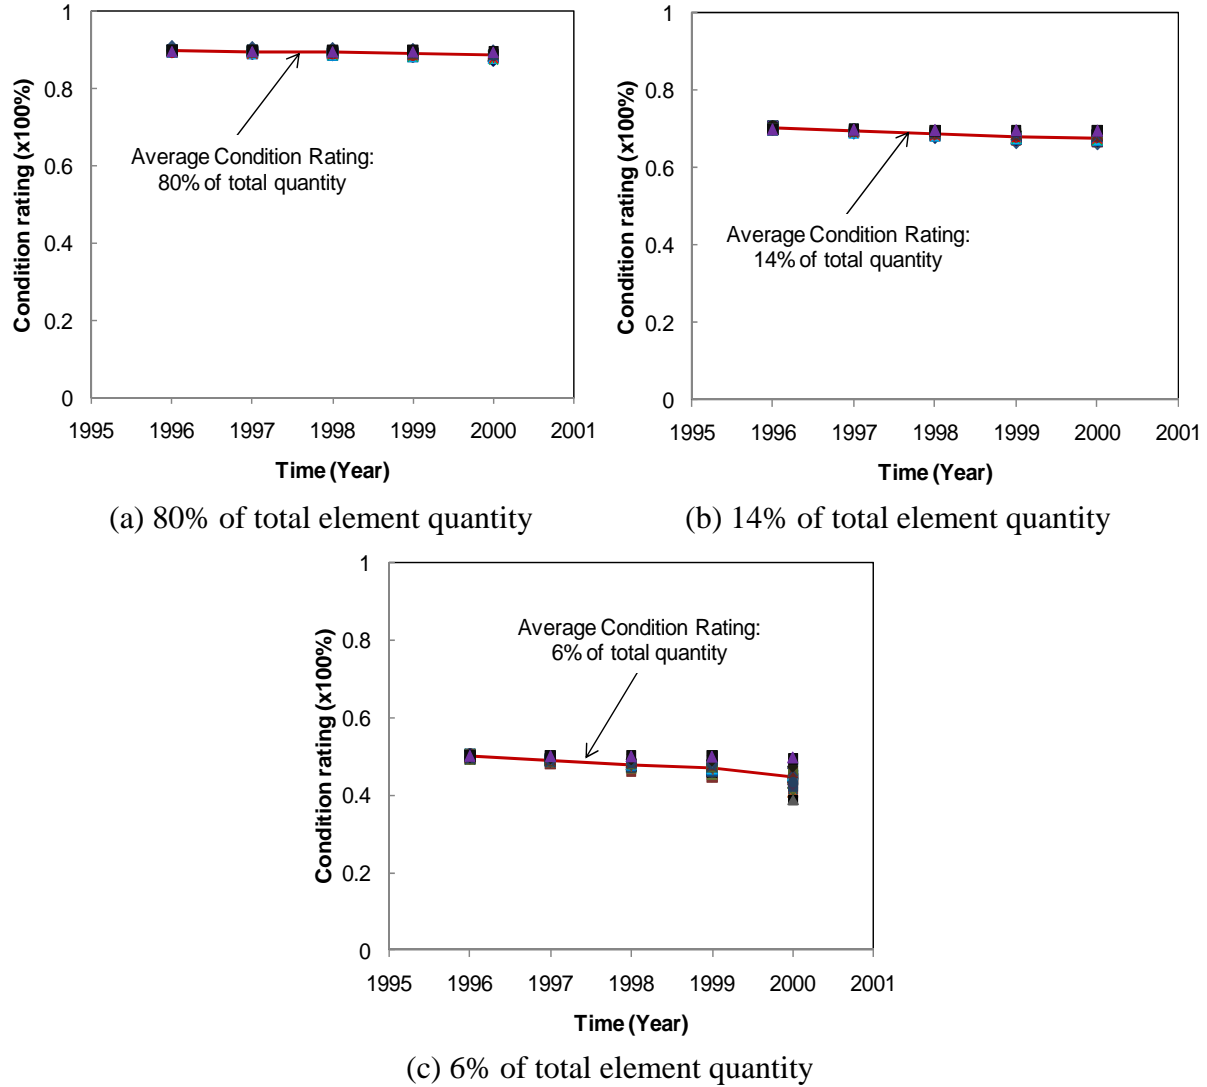 1
0.8
0.6
0.4
0.2
0
Condition rating (x100%)
Average Condition Rating:
80% of total quantity
1995 1996 1997 1998 1999 2000 2001
Time (Year)
(a) 80% of total element quantity
1
0.8
0.6
0.4
0.2
0
Condition rating (x100%)
Average Condition Rating:
14% of total quantity
1995 1996 1997 1998 1999 2000 2001
Time (Year)
(b) 14% of total element quantity
1
0.8
0.6
0.4
0.2
0
Condition rating (x100%)
Average Condition Rating:
6% of total quantity
1995 1996 1997 1998 1999 2000 2001
Time (Year)
(c) 6% of total element quantity